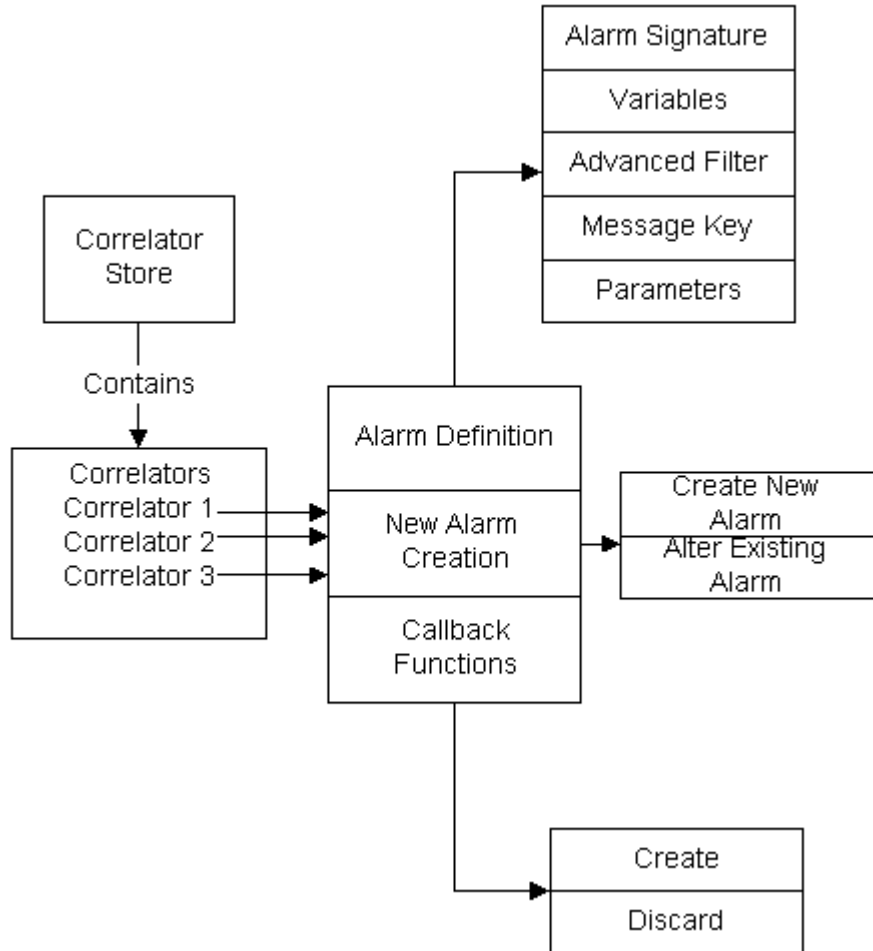 Alarm Signature
Variables
Advanced Filter
Message Key
Parameters
Correlator
Store
Contains
Correlators
Correlator 1
Correlator 2
Correlator 3
Alarm Definition
New Alarm
Creation
Callback
Functions
Create New
Alarm
Alter Existing
Alarm
Create
Discard